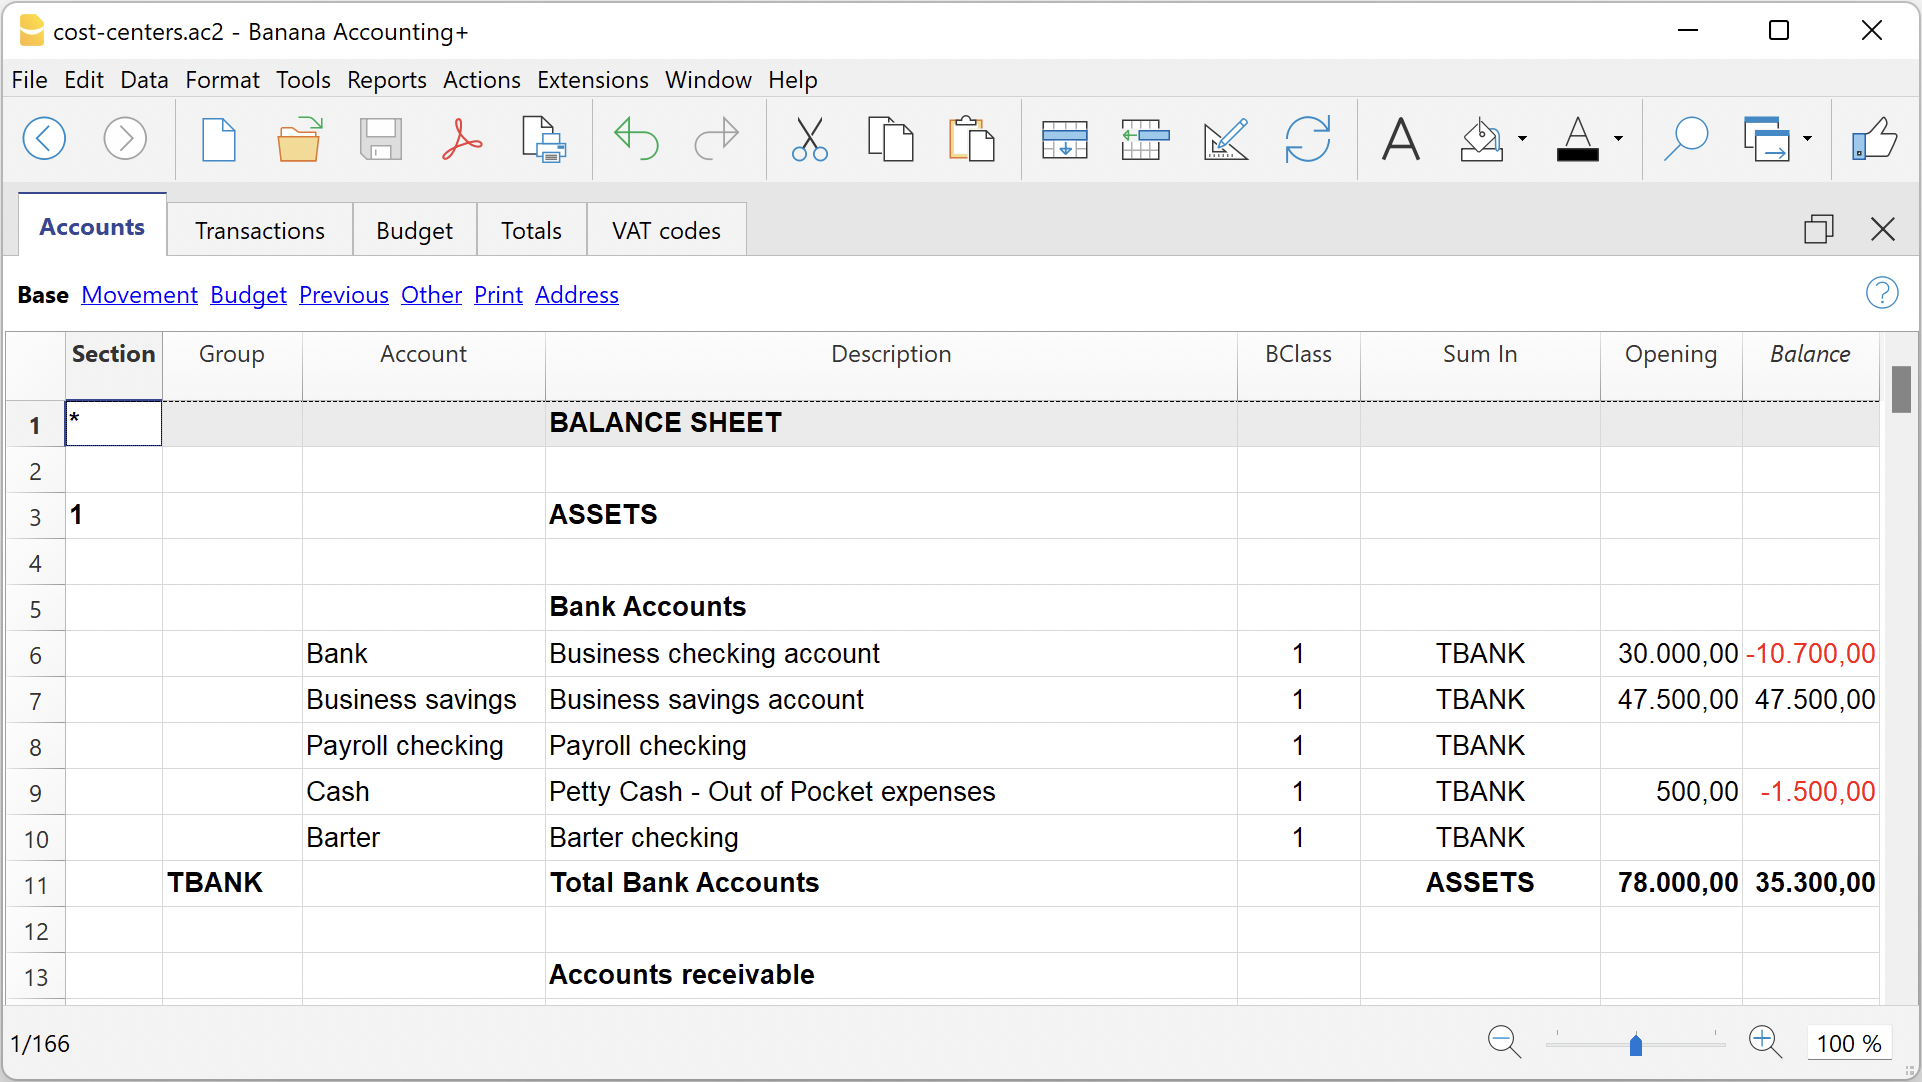 cost-centers.ac2 - Banana Accounting+
File Edit Data Format Tools Reports Actions Extensions Window Help
Accounts Transactions Budget Totals VAT codes
Base Movement Budget Previous Other Print Address
Section Group Account Description BClass Sum In Opening Balance
1 * BALANCE SHEET
2
3 1 ASSETS
4
5 Bank Accounts
6 Bank Business checking account 1 TBANK 30.000,00 -10.700,00
7 Business savings Business savings account 1 TBANK 47.500,00 47.500,00
8 Payroll checking Payroll checking 1 TBANK
9 Cash Petty Cash - Out of Pocket expenses 1 TBANK 500,00 -1.500,00
10 Barter Barter checking 1 TBANK
11 TBANK Total Bank Accounts ASSETS 78.000,00 35.300,00
12
13 Accounts receivable
1/166 100 %